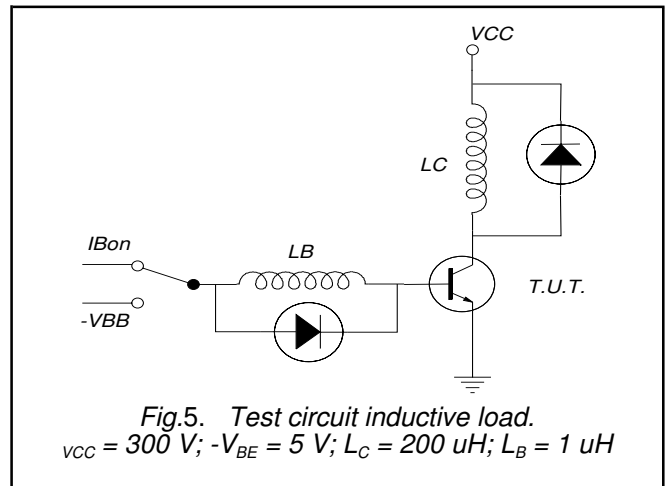 VCC
LC
IBon
LB
-VBB
T.U.T.
Fig.5. Test circuit inductive load.
VCC = 300 V; -VBE = 5 V; LC = 200 uH; LB = 1 uH